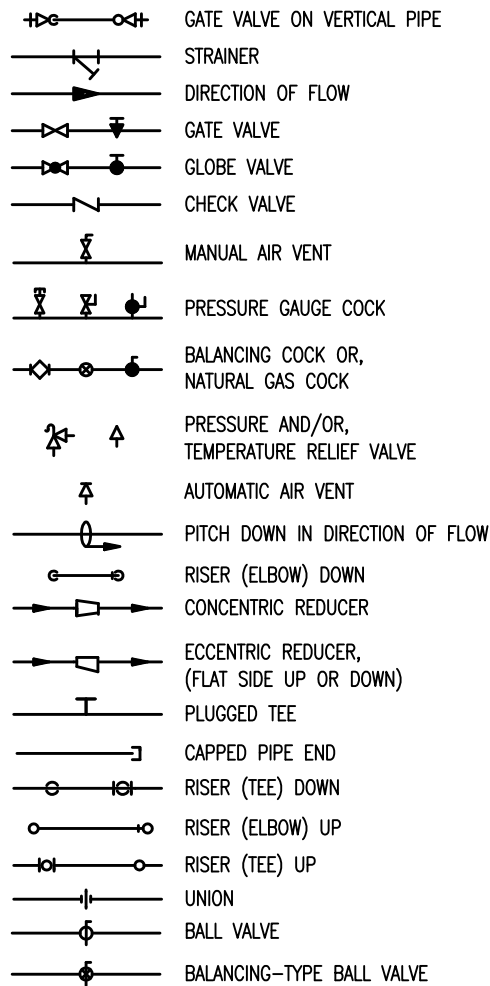 GATE VALVE ON VERTICAL PIPE
STRAINER
DIRECTION OF FLOW
GATE VALVE
GLOBE VALVE
CHECK VALVE
MANUAL AIR VENT
PRESSURE GAUGE COCK
BALANCING COCK OR,
NATURAL GAS COCK
PRESSURE AND/OR,
TEMPERATURE RELIEF VALVE
AUTOMATIC AIR VENT
PITCH DOWN IN DIRECTION OF FLOW
RISER (ELBOW) DOWN
CONCENTRIC REDUCER
ECCENTRIC REDUCER,
(FLAT SIDE UP OR DOWN)
PLUGGED TEE
CAPPED PIPE END
RISER (TEE) DOWN
RISER (ELBOW) UP
RISER (TEE) UP
UNION
BALL VALVE
BALANCING-TYPE BALL VALVE